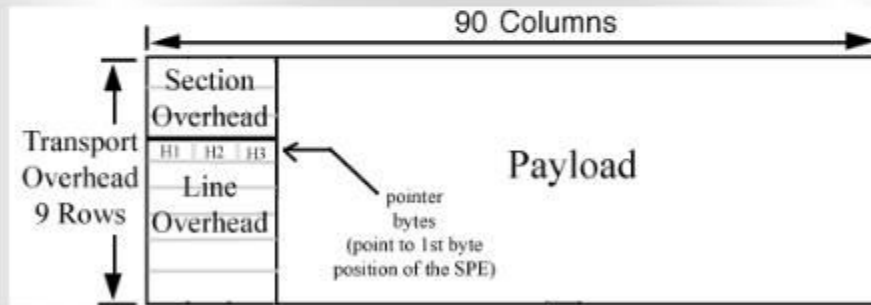 90 Columns
Section
Overhead
Transport
Overhead
9 Rows
H1 H2 H3
Line
Overhead
pointer
bytes
(point to 1st byte
position of the SPE)
Payload